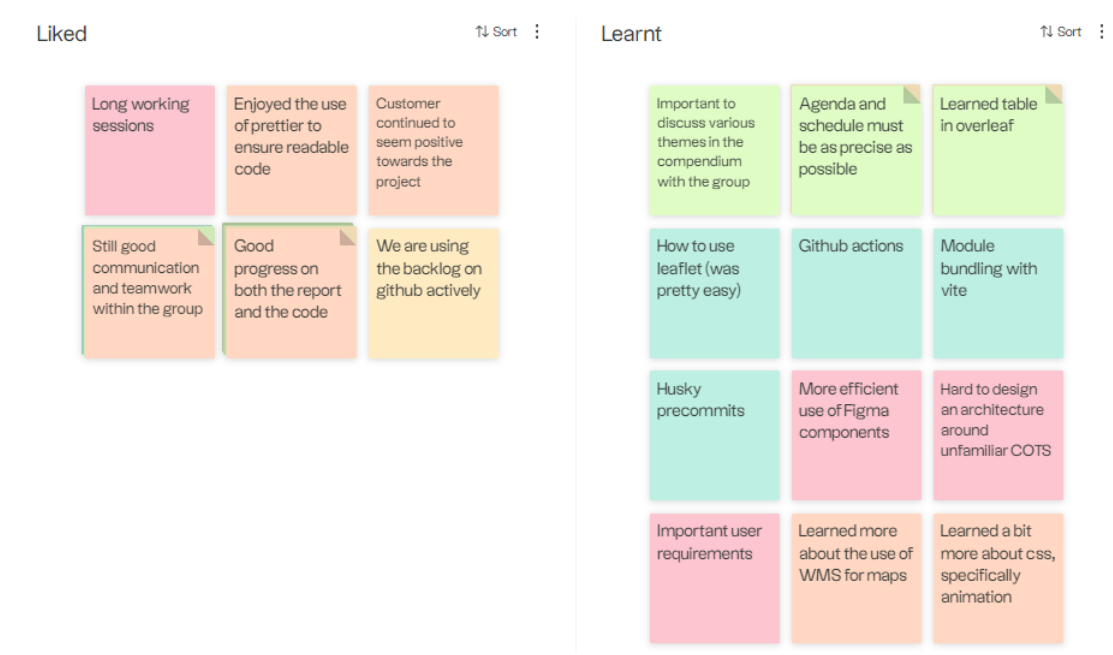 Liked
Sort
Learnt
Sort
Long working
sessions
Enjoyed the use
of prettier to
ensure readable
code
Customer
continued to
seem positive
towards the
project
Still good
communication
and teamwork
within the group
Good
progress on
both the report
and the code
We are using
the backlog on
github actively
Important to
discuss various
themes in the
compendium
with the group
Agenda and
schedule must
be as precise as
possible
Learned table
in overleaf
How to use
leaflet (was
pretty easy)
Github actions
Module
bundling with
vite
Husky
precommits
More efficient
use of Figma
components
Hard to design
an architecture
around
unfamiliar COTS
Important user
requirements
Learned more
about the use of
WMS for maps
Learned a bit
more about css,
specifically
animation